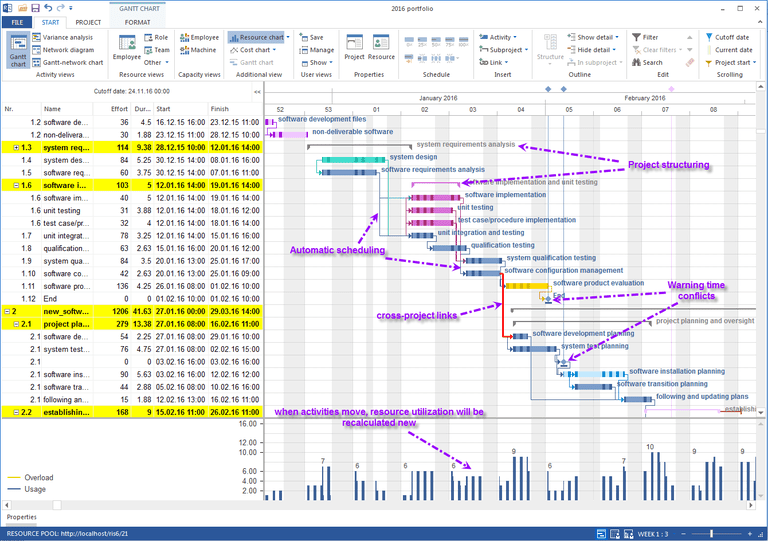 GANTT CHART
2016 portfolio
FILE START PROJECT FORMAT
Gantt chart
Variance analysis
Network diagram
Gantt-network chart
Activity views
Employee
Role
Team
Other
Resource views
Employee
Machine
Capacity views
Resource chart
Cost chart
Gantt chart
Additional view
Save
Manage
Show
User views
Project Resource
Properties
Schedule
Activity
Subproject
Link
Insert
Structure
Show detail
Hide detail
In subproject
Outline
Filter
Clear filters
Search
Editing
Cutoff date
Current date
Project start
Scrolling
Cutoff date: 24.11.16 00:00 <<
January 2016 February 2016
Nr. Name Effort Dur... Start Finish 52 53 01 02 03 04 05 06 07 08
1.2 software de... 36 4.5 16.12.15 16:00 23.12.15 11:00 software development files
1.2 non-delivera... 30 1.88 23.12.15 11:00 28.12.15 10:00 non-deliverable software
1.3 system req... 114 9.38 28.12.15 10:00 12.01.16 14:00 system requirements analysis
1.4 system des... 84 5.25 30.12.15 08:00 08.01.16 15:00 system design
1.5 software req... 60 3.75 30.12.15 08:00 07.01.16 11:00 software requirements analysis
Project structuring
1.6 software i... 103 5 12.01.16 14:00 19.01.16 14:00 software implementation and unit testing
1.6 software im... 40 5 12.01.16 14:00 19.01.16 14:00 software implementation
1.6 unit testing 31 3.88 12.01.16 14:00 18.01.16 12:00 unit testing
1.6 test case/pr... 32 4 12.01.16 14:00 18.01.16 14:00 test case/procedure implementation
1.7 unit integrat... 78 3.25 12.01.16 14:00 15.01.16 16:00 unit integration and testing
1.8 qualification... 63 2.63 15.01.16 16:00 20.01.16 12:00 qualification testing
Automatic scheduling
1.9 system qua... 84 3.5 20.01.16 13:00 25.01.16 17:00 system qualification testing
1.10 software co... 42 2.63 20.01.16 13:00 25.01.16 09:00 software configuration management
1.11 software pro... 136 4.25 26.01.16 08:00 01.02.16 10:00 software product evaluation
1.12 End 0 0 01.02.16 10:00 01.02.16 10:00 End
Warning time
conflicts
2 new_softw... 1206 41.63 27.01.16 00:00 29.03.16 14:00
cross-project links
2.1 project pla... 279 13.38 27.01.16 08:00 16.02.16 11:00 project planning and oversight
2.1 software de... 54 2.25 27.01.16 08:00 29.01.16 10:00 software development planning
2.1 system test... 76 4.75 27.01.16 08:00 02.02.16 15:00 system test planning
2.1 0 0 03.02.16 16:00 03.02.16 16:00
2.1 software ins... 90 5.63 03.02.16 16:00 12.02.16 14:00 software installation planning
2.1 software tra... 44 2.88 05.02.16 08:00 10.02.16 15:00 software transition planning
2.1 following an... 15 1.88 12.02.16 13:00 16.02.16 11:00 following and updating plans
2.2 establishin... 168 9 15.02.16 11:00 26.02.16 11:00 establishi
when activities move, resource utilization will be
recalculated new
16.00
12.00
10.00
8.00
6.00
4.00
2.00
7 6 6 6 9 6 7 10 9 9
Overload
Usage
Properties
RESOURCE POOL: http://localhost/ris6/21 WEEK 1 : 3